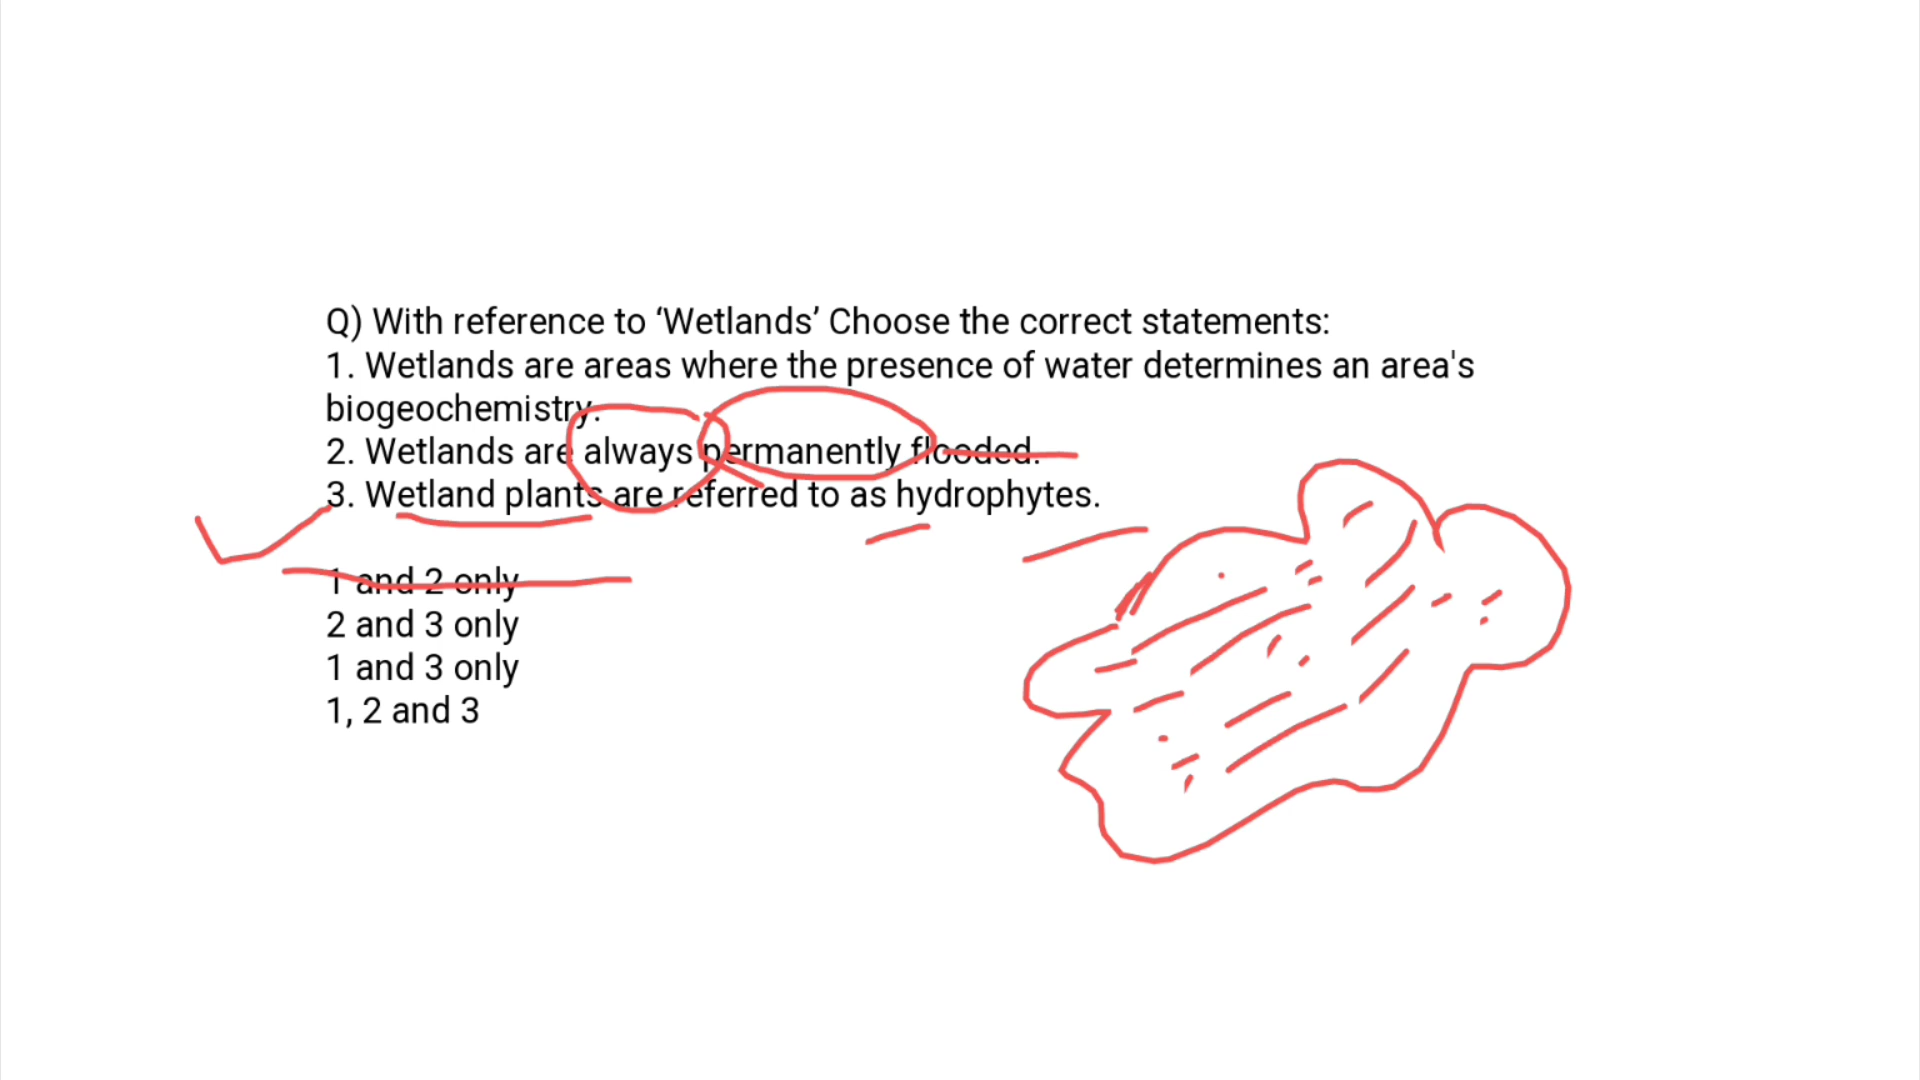 Q) With reference to ‘Wetlands’ Choose the correct statements:
1. Wetlands are areas where the presence of water determines an area's
biogeochemistry.
2. Wetlands are always permanently flooded.
3. Wetland plants are referred to as hydrophytes.
1 and 2 only
2 and 3 only
1 and 3 only
1, 2 and 3